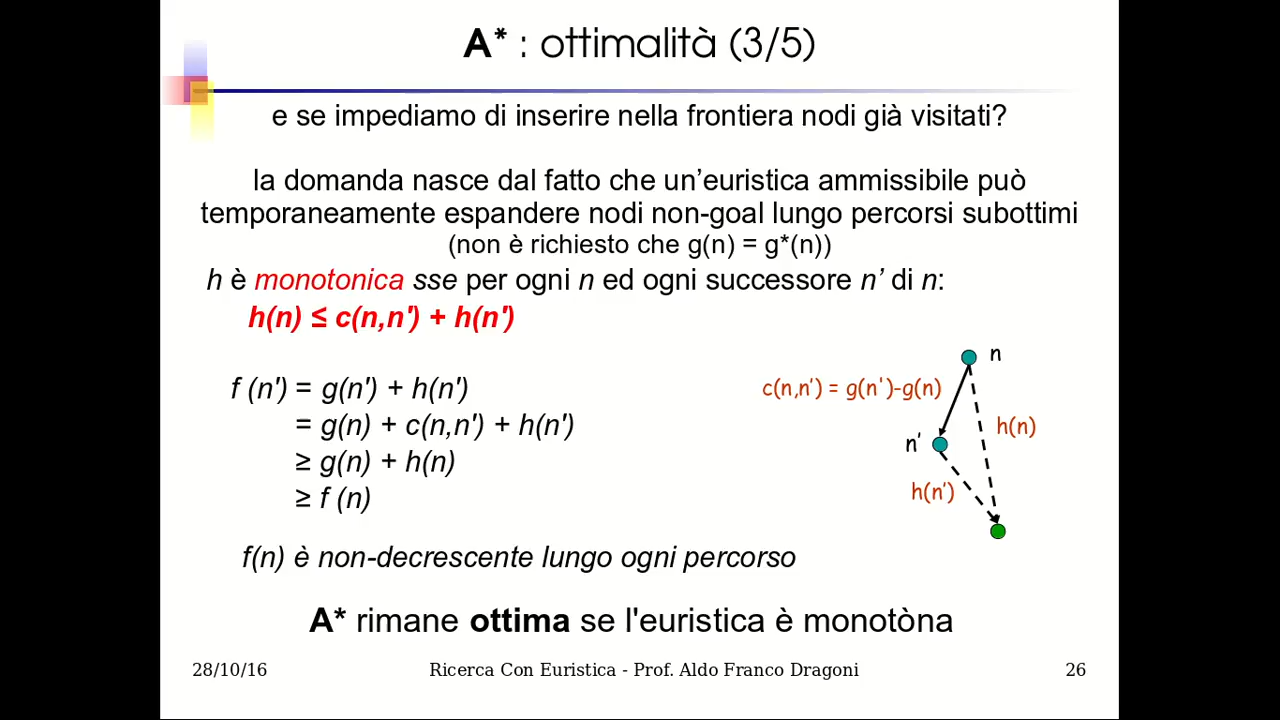 A* : ottimalità (3/5)
e se impediamo di inserire nella frontiera nodi già visitati?
la domanda nasce dal fatto che un’euristica ammissibile può
temporaneamente espandere nodi non-goal lungo percorsi subottimi
(non è richiesto che g(n) = g*(n))
h è monotonica sse per ogni n ed ogni successore n’ di n:
h(n) ≤ c(n,n') + h(n')
f (n') = g(n') + h(n')
= g(n) + c(n,n') + h(n')
≥ g(n) + h(n)
≥ f (n)
n
c(n,n’) = g(n')-g(n)
h(n)
n’
h(n’)
f(n) è non-decrescente lungo ogni percorso
A* rimane ottima se l'euristica è monotòna
28/10/16
Ricerca Con Euristica - Prof. Aldo Franco Dragoni
26